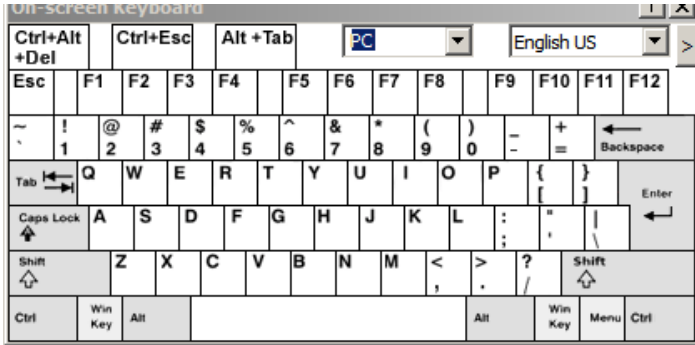 On-screen Keyboard
Ctrl+Alt +Del Ctrl+Esc Alt +Tab PC English US >
Esc F1 F2 F3 F4 F5 F6 F7 F8 F9 F10 F11 F12
~ ! @ # $ % ^ & * ( ) _ +
` 1 2 3 4 5 6 7 8 9 0 - = Backspace
Tab Q W E R T Y U I O P { }
[ ] Enter
Caps Lock A S D F G H J K L : " |
; ' \
Shift Z X C V B N M < > ? Shift
, . /
Ctrl Win Key Alt Alt Win Key Menu Ctrl